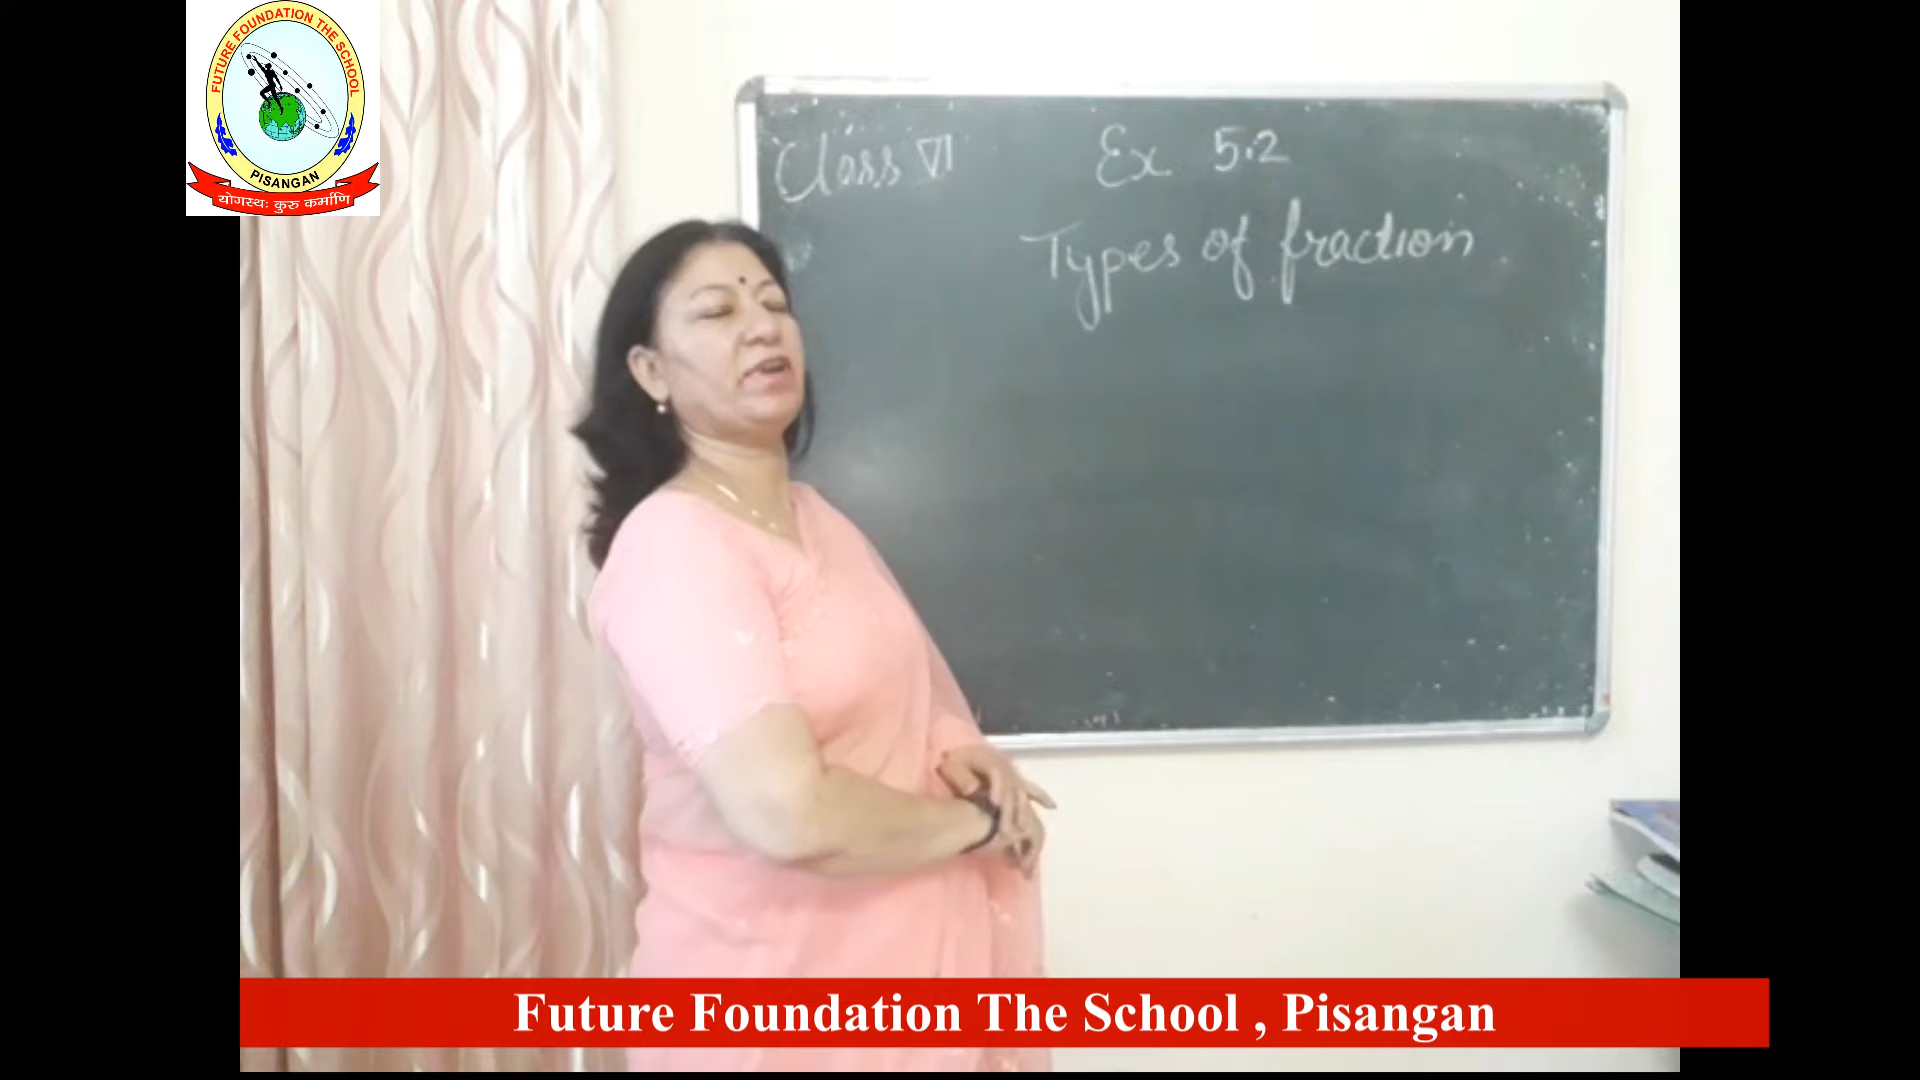 FUTURE FOUNDATION THE SCHOOL
PISANGAN
योगस्थः कुरु कर्माणि
Class VI
Ex 5.2
Types of fraction
Future Foundation The School , Pisangan